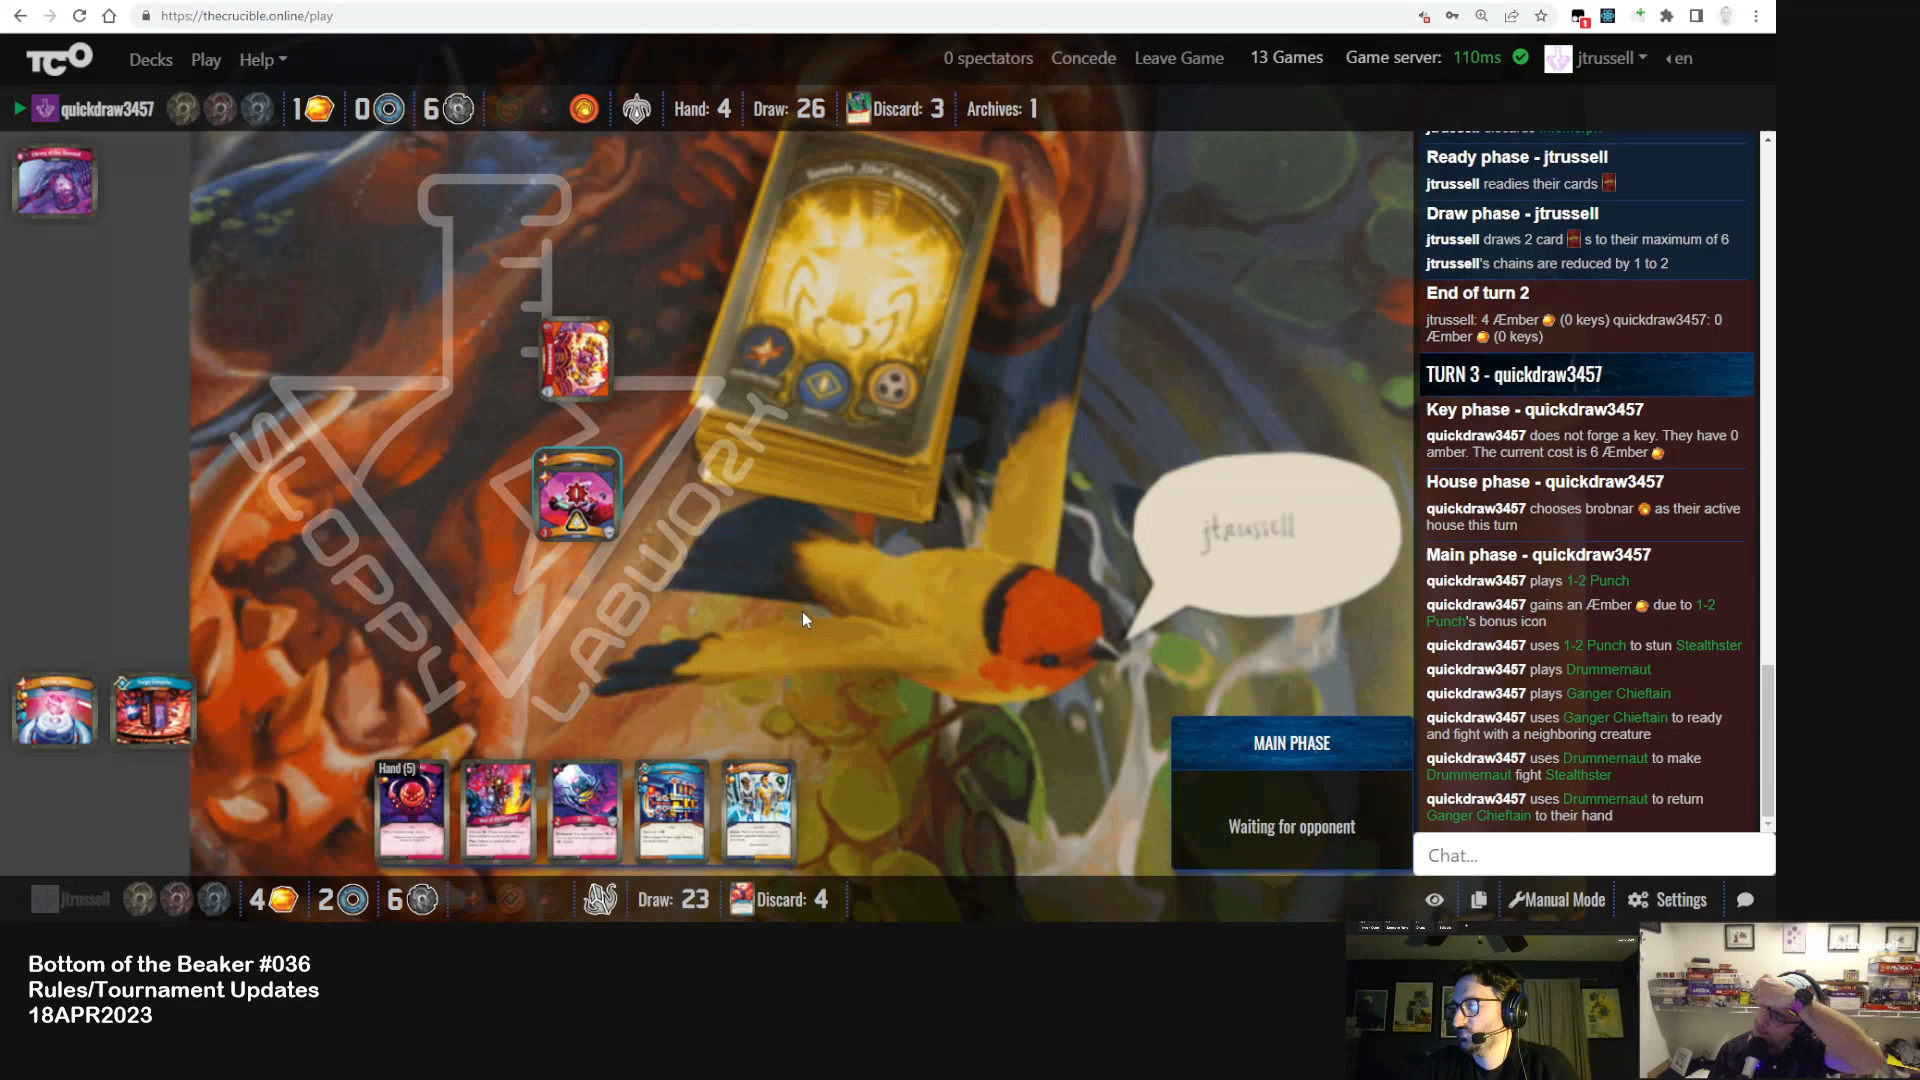 https://thecrucible.online/play
TCO
Decks
Play
Help
0 spectators
Concede
Leave Game
13 Games
Game server:
110ms
jtrussell
en
quickdraw3457
1
0
6
Hand: 4
Draw: 26
Discard: 3
Archives: 1
Ready phase - jtrussell
jtrussell readies their cards
Draw phase - jtrussell
jtrussell draws 2 card s to their maximum of 6
jtrussell's chains are reduced by 1 to 2
End of turn 2
jtrussell: 4 Æmber (0 keys) quickdraw3457: 0
Æmber (0 keys)
TURN 3 - quickdraw3457
Key phase - quickdraw3457
quickdraw3457 does not forge a key. They have 0
amber. The current cost is 6 Æmber
House phase - quickdraw3457
quickdraw3457 chooses brobnar as their active
house this turn
Main phase - quickdraw3457
quickdraw3457 plays 1-2 Punch
quickdraw3457 gains an Æmber due to 1-2
Punch's bonus icon
quickdraw3457 uses 1-2 Punch to stun Stealthster
quickdraw3457 plays Drummernaut
quickdraw3457 plays Ganger Chieftain
quickdraw3457 uses Ganger Chieftain to ready
and fight with a neighboring creature
quickdraw3457 uses Drummernaut to make
Drummernaut fight Stealthster
quickdraw3457 uses Drummernaut to return
Ganger Chieftain to their hand
Chat...
SLOPPY
LABWORK
jtrussell
MAIN PHASE
Waiting for opponent
Hand (5)
jtrussell
4
2
6
Draw: 23
Discard: 4
Manual Mode
Settings
Bottom of the Beaker #036
Rules/Tournament Updates
18APR2023